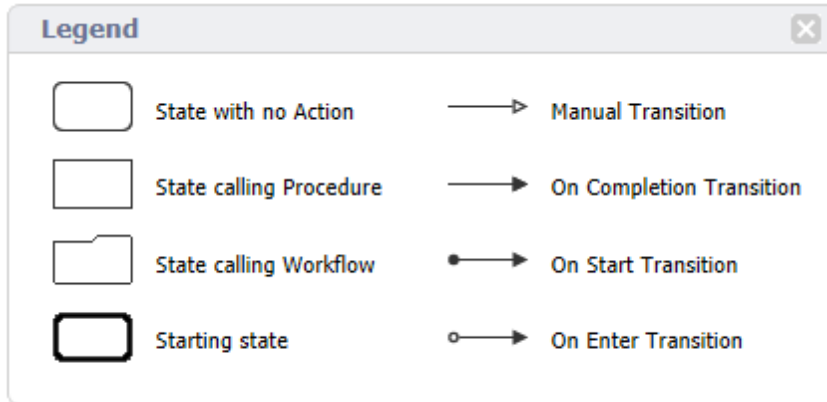 Legend
State with no Action
Manual Transition
State calling Procedure
On Completion Transition
State calling Workflow
On Start Transition
Starting state
On Enter Transition